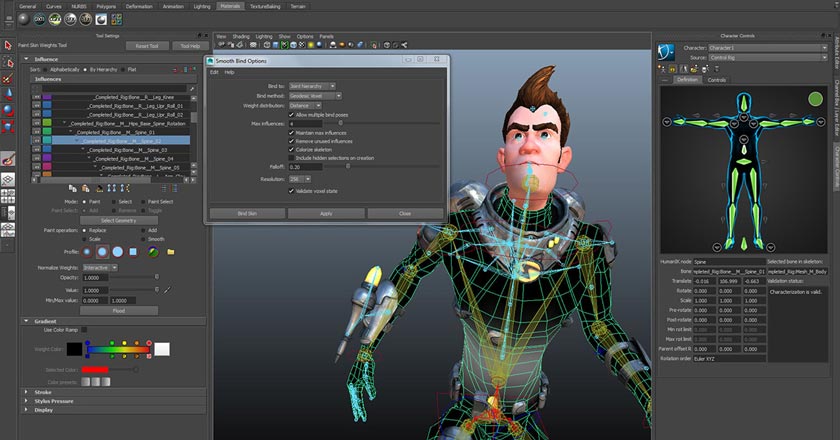 General
Curves
NURBS
Polygons
Deformation
Animation
Lighting
Materials
TextureBaking
Terrain
Tool Settings
Paint Skin Weights Tool
Reset Tool
Tool Help
Influence
Sort:
Alphabetically
By Hierarchy
Flat
Influences
_Completed_Rig:Bone__R__Leg_Knee
_Completed_Rig:Bone__R__Leg_Upr_Roll_01
_Completed_Rig:Bone__R__Leg_Upr_Roll_02
_Completed_Rig:Bone__M__Hips_Base_Spine_Rotation
_Completed_Rig:Bone__M__Spine_01
_Completed_Rig:Bone__M__Spine_02
_Completed_Rig:Bone__M__Spine_03
_Completed_Rig:Bone__M__Spine_04
_Completed_Rig:Bone__M__Spine_05
Mode:
Paint
Select
Paint Select
Paint Select:
Add
Remove
Toggle
Select Geometry
Paint operation:
Replace
Add
Scale
Smooth
Profile:
Normalize Weights:
Interactive
Opacity:
1.0000
Value:
1.0000
Min/Max value:
0.0000
1.0000
Flood
Gradient
Use Color Ramp
Weight Color:
Selected Color:
Color presets:
Stroke
Stylus Pressure
Display
View
Shading
Lighting
Show
Options
Panels
Smooth Bind Options
Edit
Help
Bind to:
Joint hierarchy
Bind method:
Geodesic Voxel
Weight distribution:
Distance
Allow multiple bind poses
Max influences:
4
Maintain max influences
Remove unused influences
Colorize skeleton
Include hidden selections on creation
Falloff:
0.20
Resolution:
256
Validate voxel state
Bind Skin
Apply
Close
Character Controls
Character:
Character1
Source:
Control Rig
Definition
Controls
HumanIK node
Spine
Selected bone in skeleton:
Bone
mpleted_Rig:Bone__M__Spine_01
mpleted_Rig:Mesh_M_Body
Translate
-0.016
106.999
-0.663
Validation status:
Rotate
0.000
0.000
0.000
Characterization is valid.
Scale
1.000
1.000
1.000
Pre-rotate
0.000
0.000
0.000
Post-rotate
0.000
0.000
0.000
Min rot limit
0.000
0.000
0.000
Max rot limit
0.000
0.000
0.000
Parent offset R
0.000
0.000
0.000
Rotation order
Euler XYZ
Attribute Editor
Character Controls